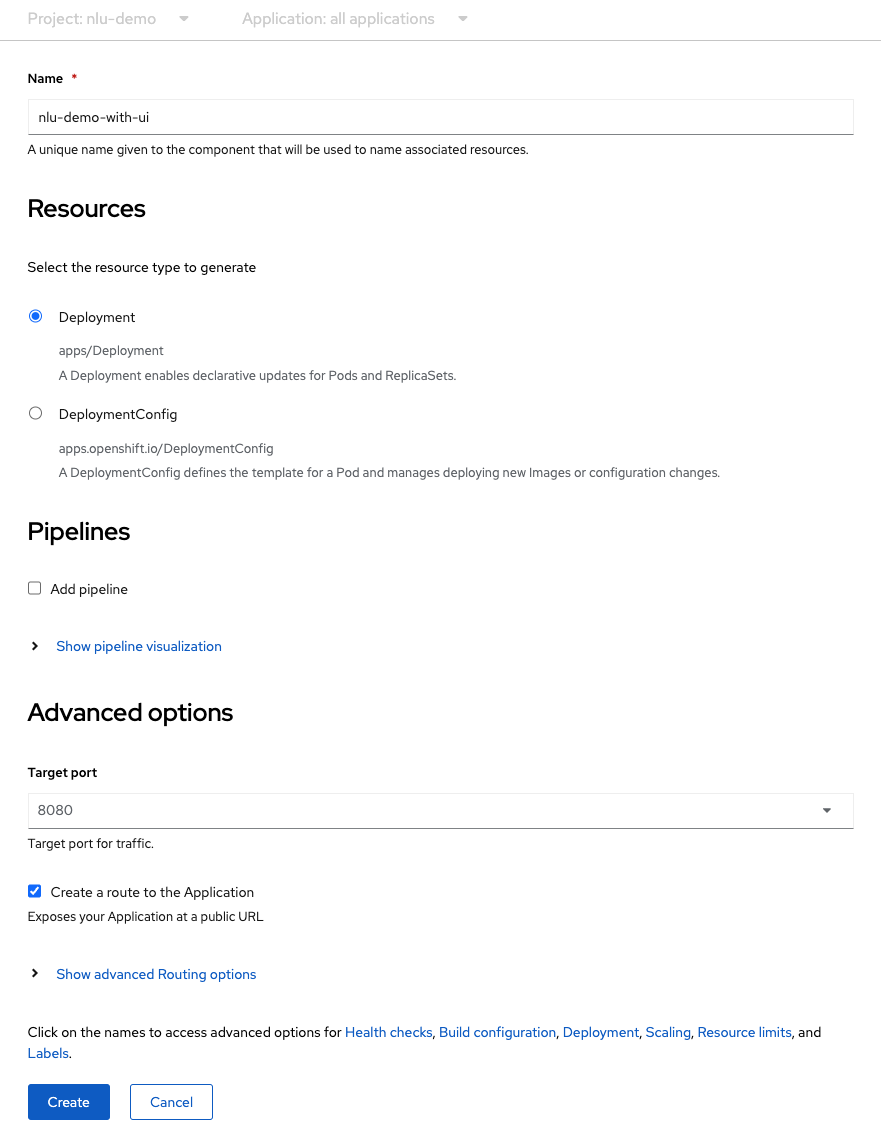 Project: nlu-demo Application: all applications
Name *
nlu-demo-with-ui
A unique name given to the component that will be used to name associated resources.
Resources
Select the resource type to generate
Deployment
apps/Deployment
A Deployment enables declarative updates for Pods and ReplicaSets.
DeploymentConfig
apps.openshift.io/DeploymentConfig
A DeploymentConfig defines the template for a Pod and manages deploying new Images or configuration changes.
Pipelines
Add pipeline
Show pipeline visualization
Advanced options
Target port
8080
Target port for traffic.
Create a route to the Application
Exposes your Application at a public URL
Show advanced Routing options
Click on the names to access advanced options for Health checks, Build configuration, Deployment, Scaling, Resource limits, and
Labels.
Create Cancel